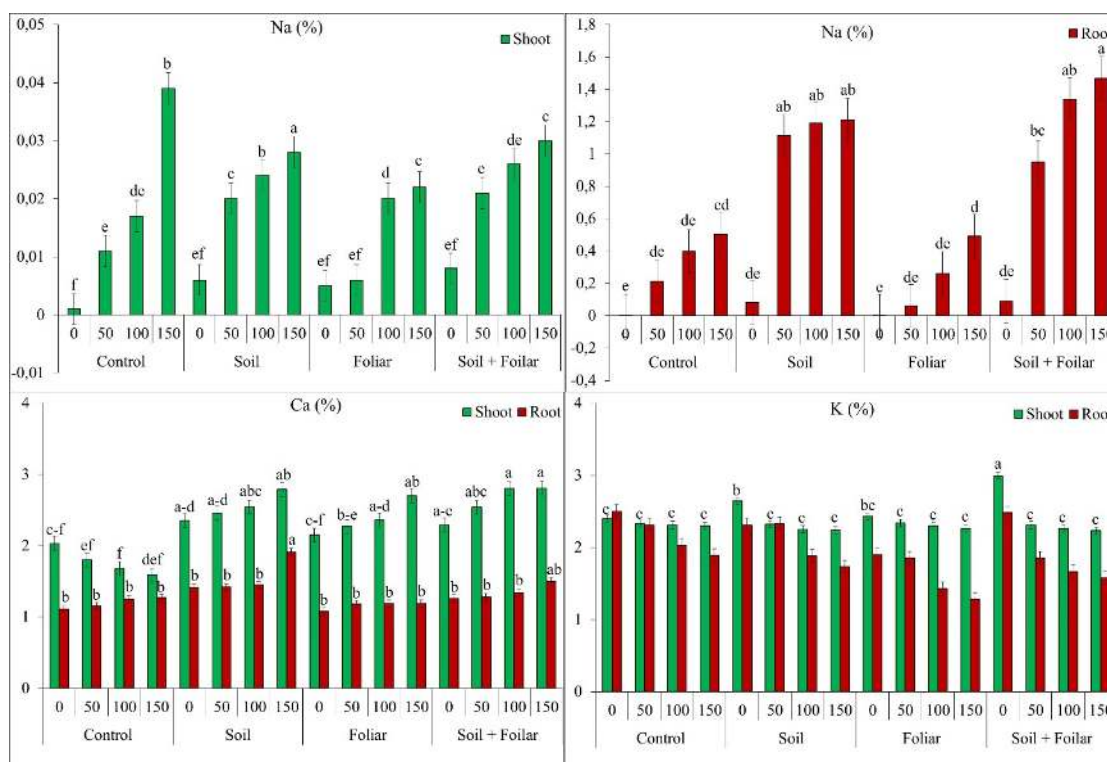 Na (%)
Shoot
0,05
0,04
0,03
0,02
0,01
0
-0,01
f e de b
ef c b a
ef ef d c
ef c de c
0 50 100 150 0 50 100 150 0 50 100 150 0 50 100 150
Control Soil Foliar Soil + Foilar
Na (%)
Roo
1,8
1,6
1,4
1,2
1
0,8
0,6
0,4
0,2
0
-0,2
-0,4
e de de cd
de ab ab ab
e de de d
de bc ab a
0 50 100 150 0 50 100 150 0 50 100 150 0 50 100 150
Control Soil Foliar Soil + Foilar
Ca (%)
Shoot Root
4
3
2
1
0
c-f ef f def
a-d a-d abc ab
c-f b-e a-d ab
a-e abc a a
b b b b
b b b a
b b b b
b b b ab
0 50 100 150 0 50 100 150 0 50 100 150 0 50 100 150
Control Soil Foliar Soil + Foilar
K (%)
Shoot Roo
4
3
2
1
0
c c c c
b c c c
bc c c c
a c c c
0 50 100 150 0 50 100 150 0 50 100 150 0 50 100 150
Control Soil Foliar Soil + Foilar